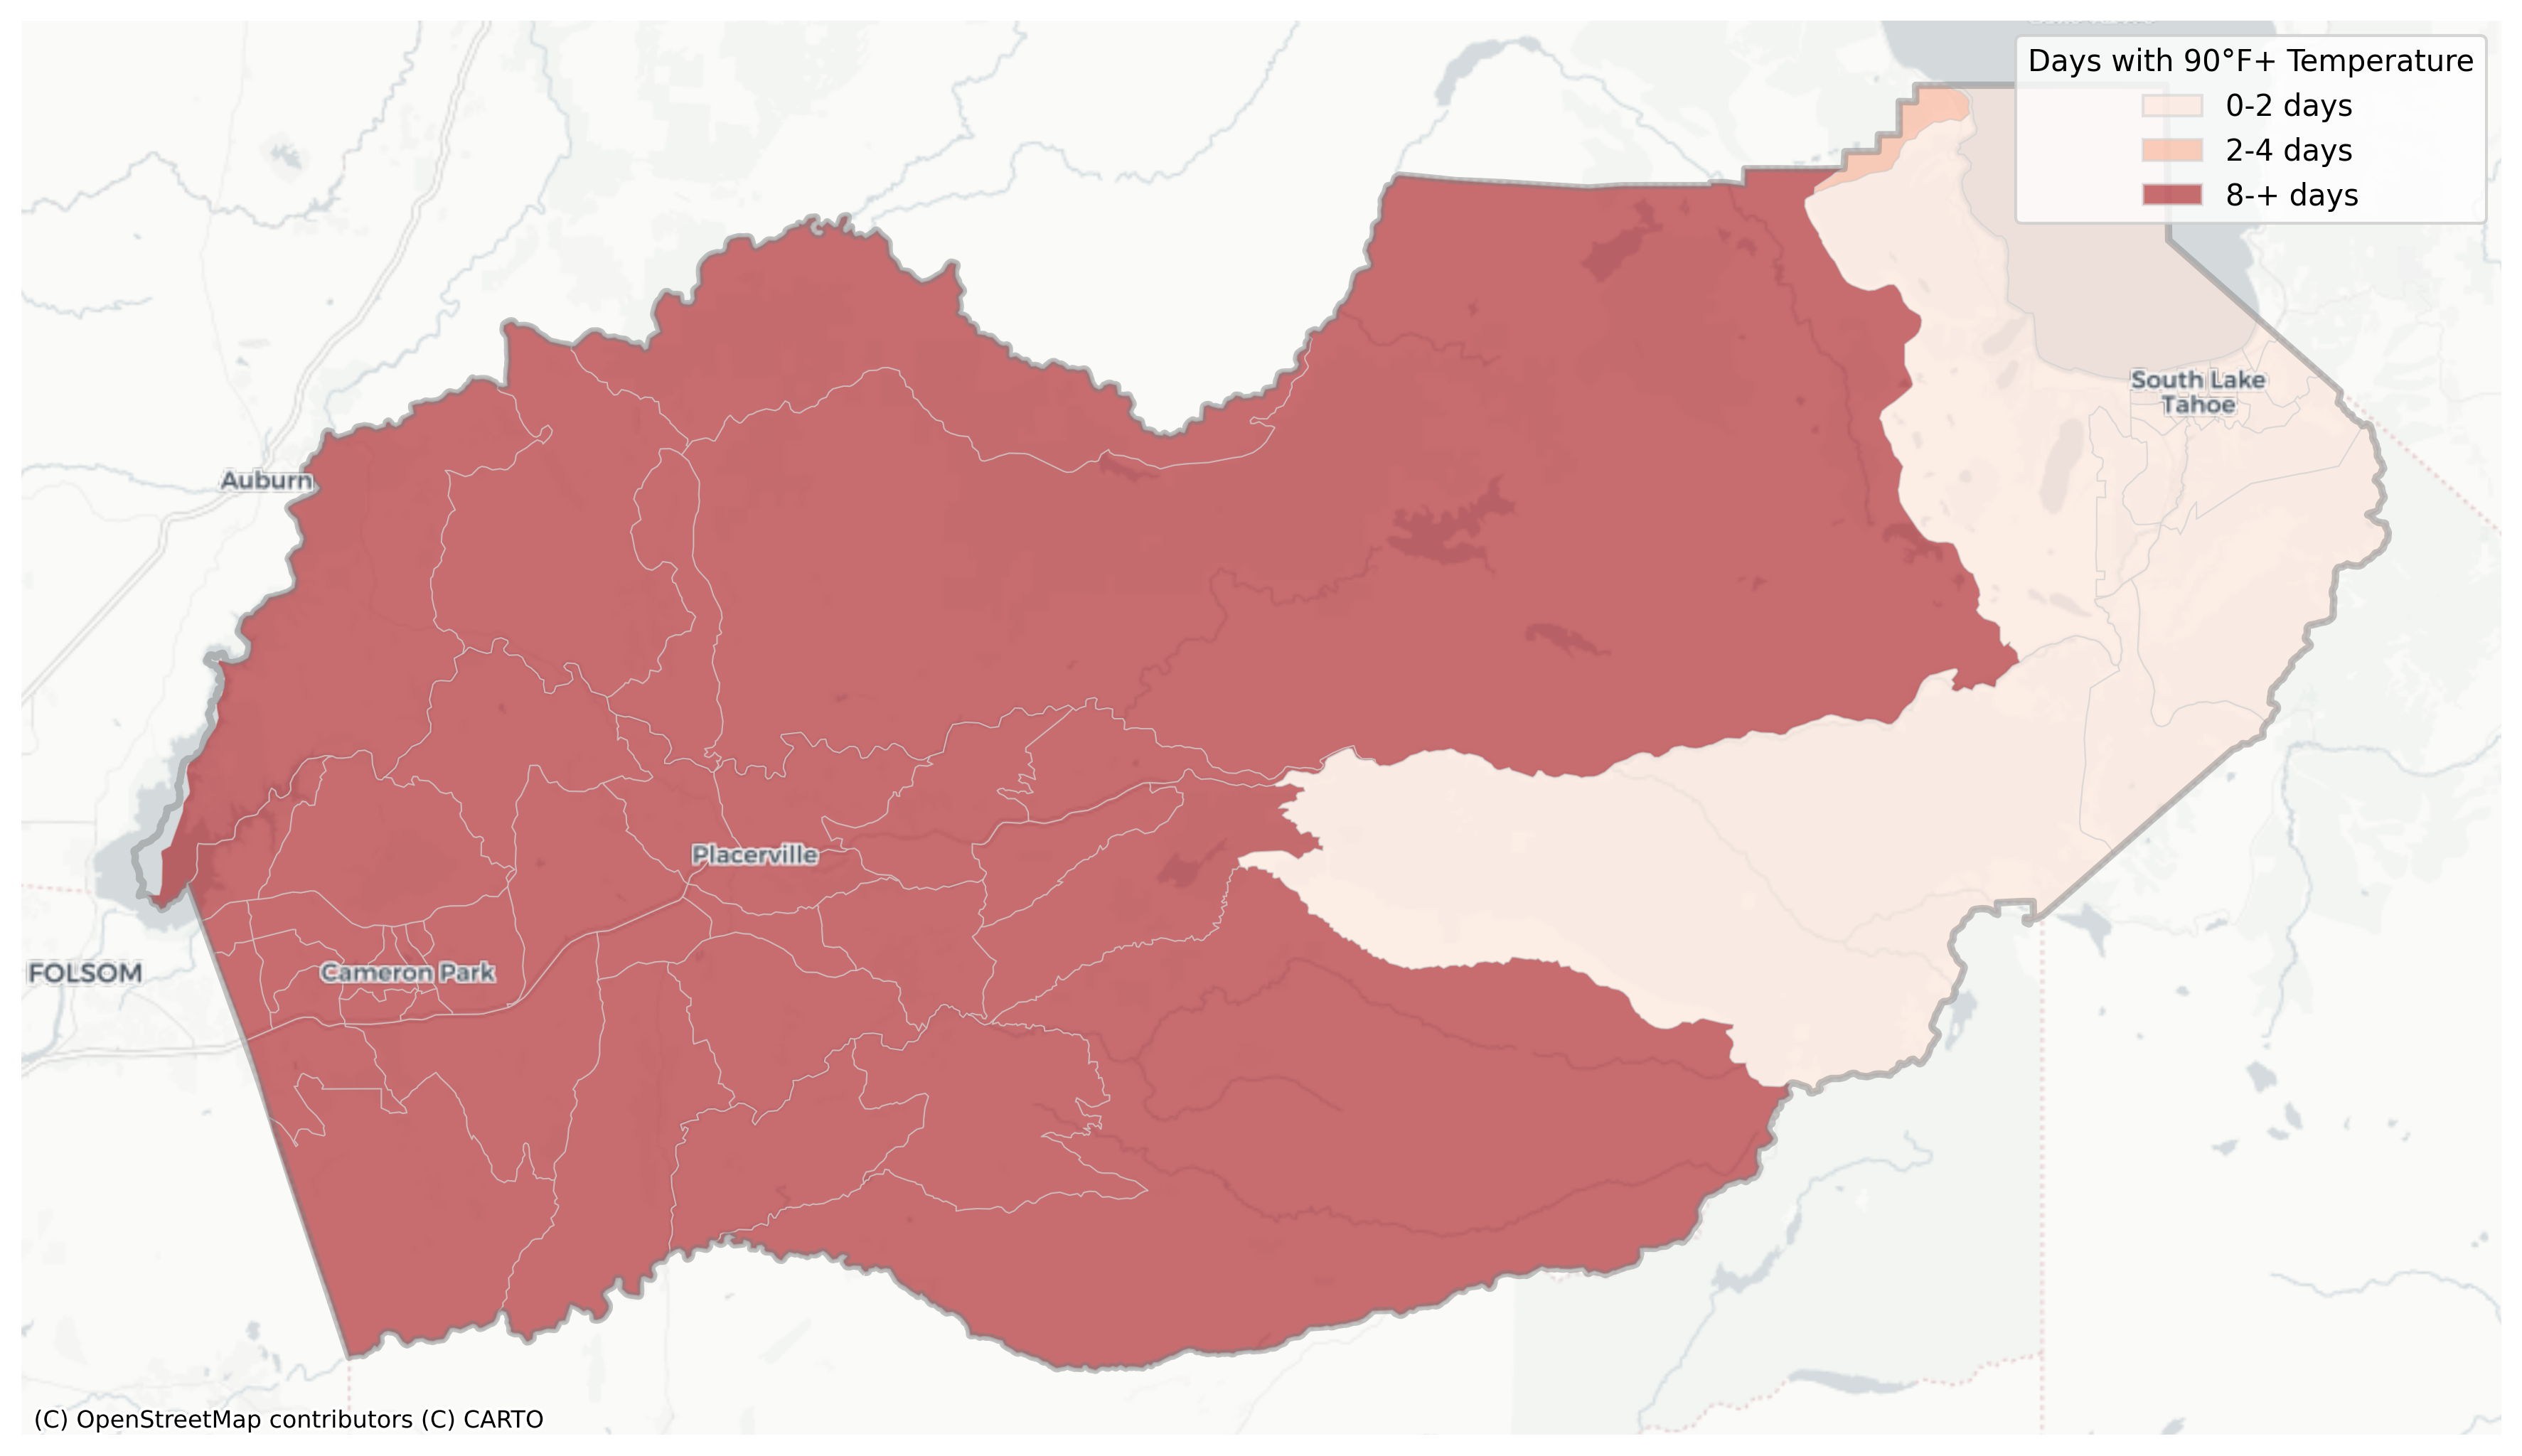 Days with 90°F+ Temperature
0-2 days
2-4 days
8-+ days
South Lake
Tahoe
Auburn
Placerville
FOLSOM
Cameron Park
(C) OpenStreetMap contributors (C) CARTO